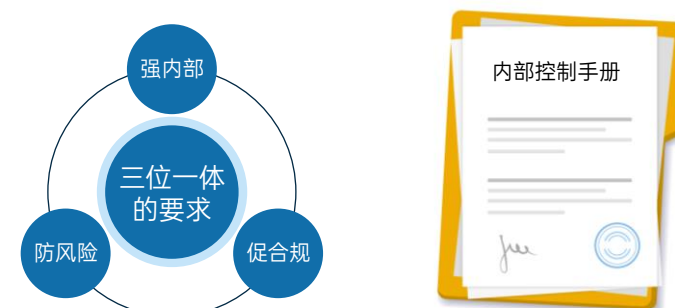 强内部
三位一体
的要求
防风险
促合规
内部控制手册